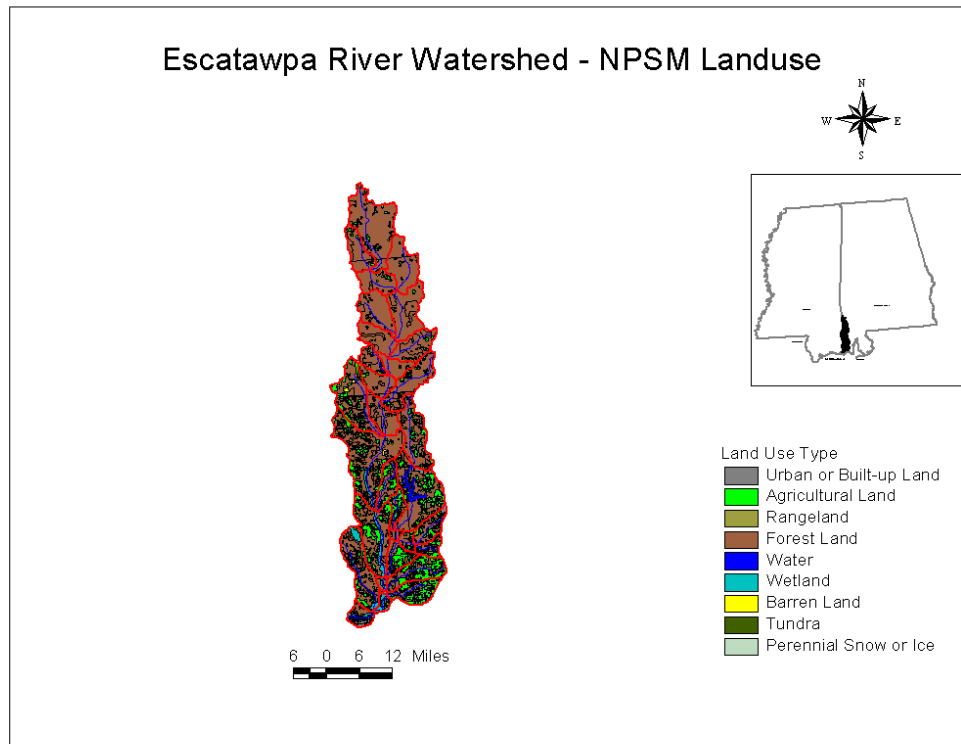 Escatawpa River Watershed - NPSM Landuse
N
W E
S
Land Use Type
Urban or Built-up Land
Agricultural Land
Rangeland
Forest Land
Water
Wetland
Barren Land
Tundra
Perennial Snow or Ice
6 0 6 12 Miles